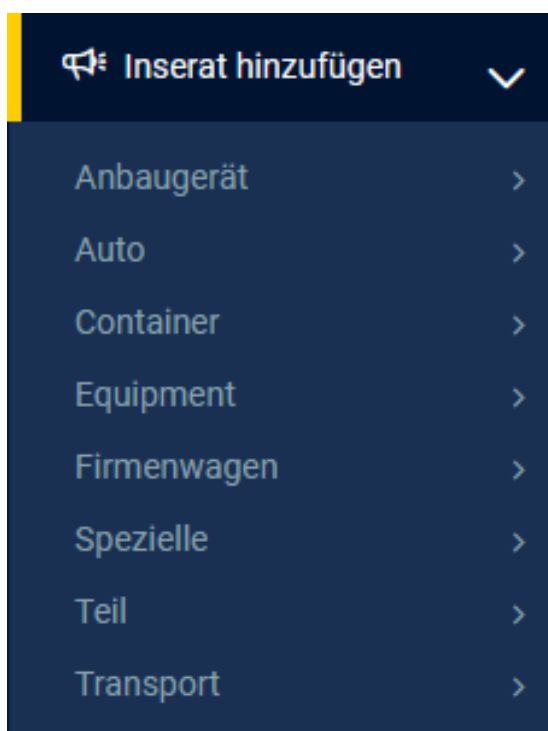 Inserat hinzufügen
Anbaugerät
Auto
Container
Equipment
Firmenwagen
Spezielle
Teil
Transport